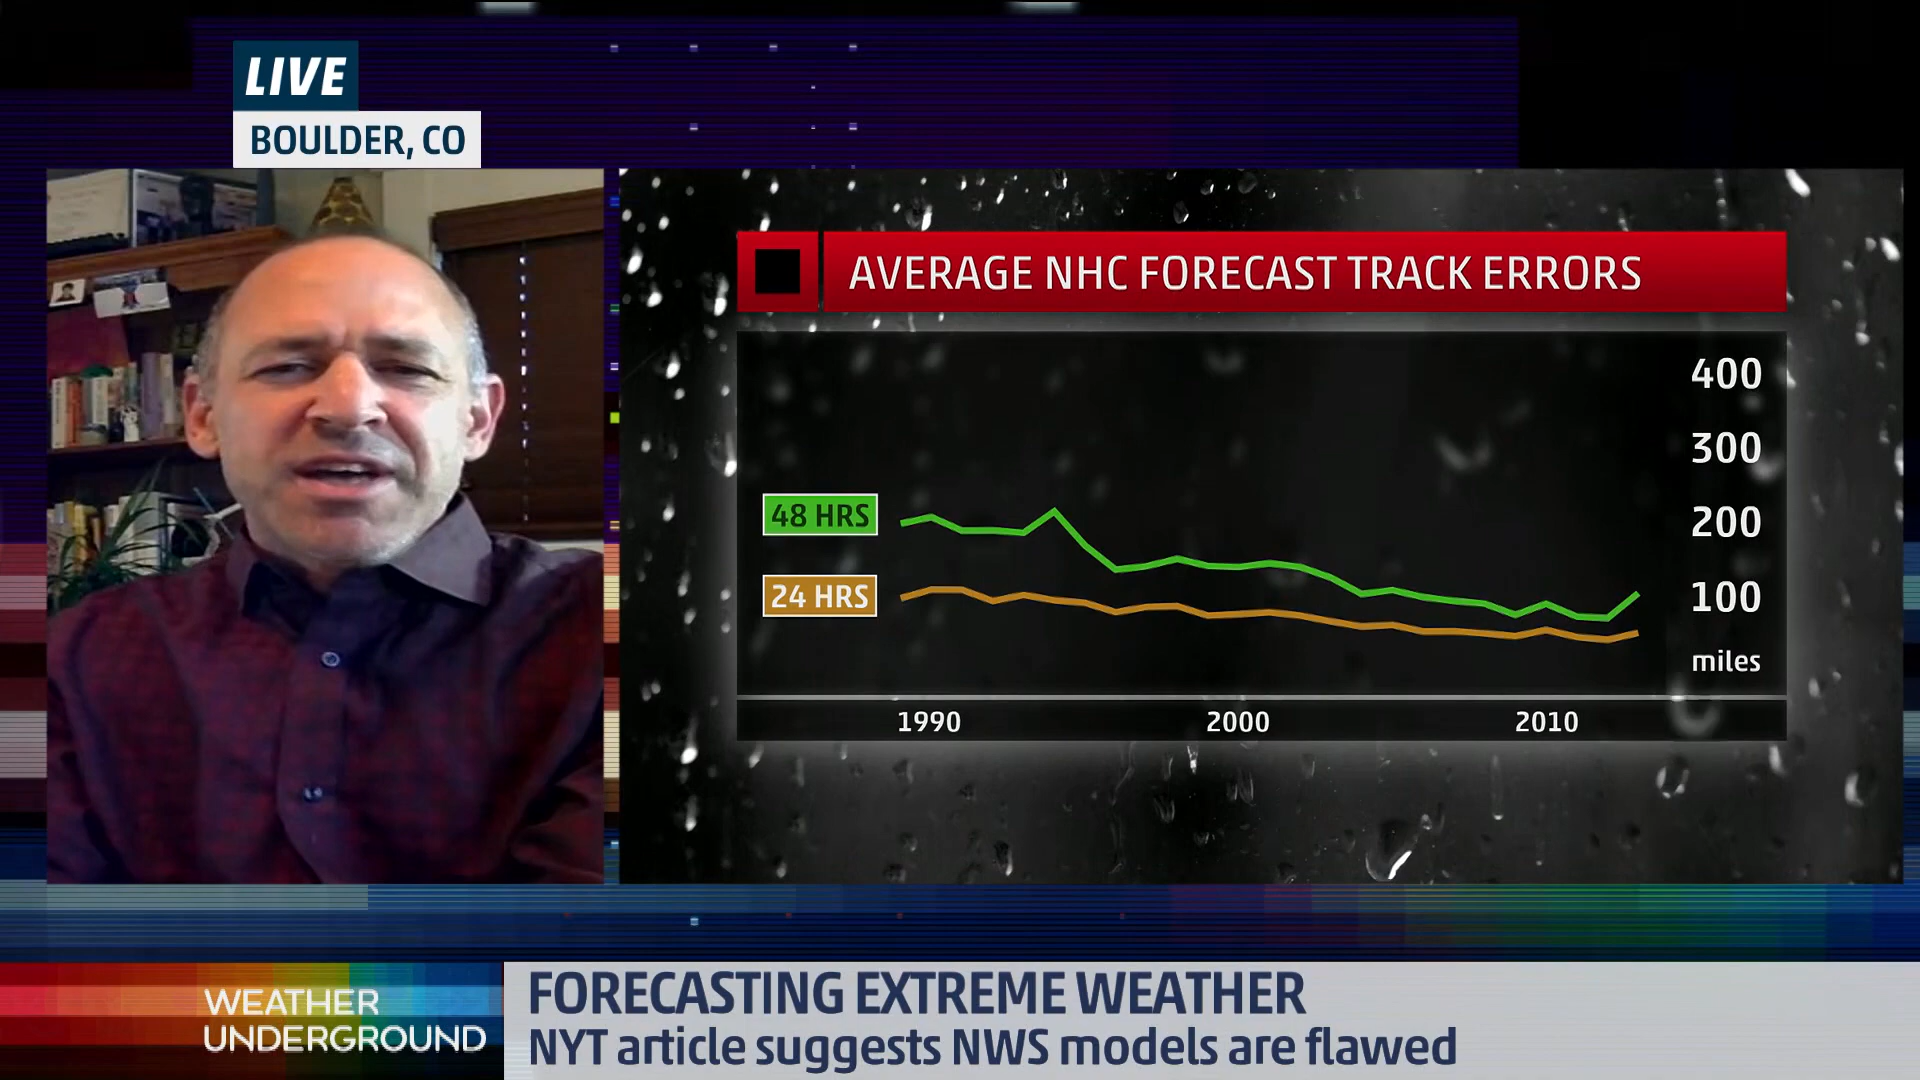 LIVE
BOULDER, CO
AVERAGE NHC FORECAST TRACK ERRORS
400
300
48 HRS
200
24 HRS
100
miles
1990
2000
2010
WEATHER
UNDERGROUND
FORECASTING EXTREME WEATHER
NYT article suggests NWS models are flawed